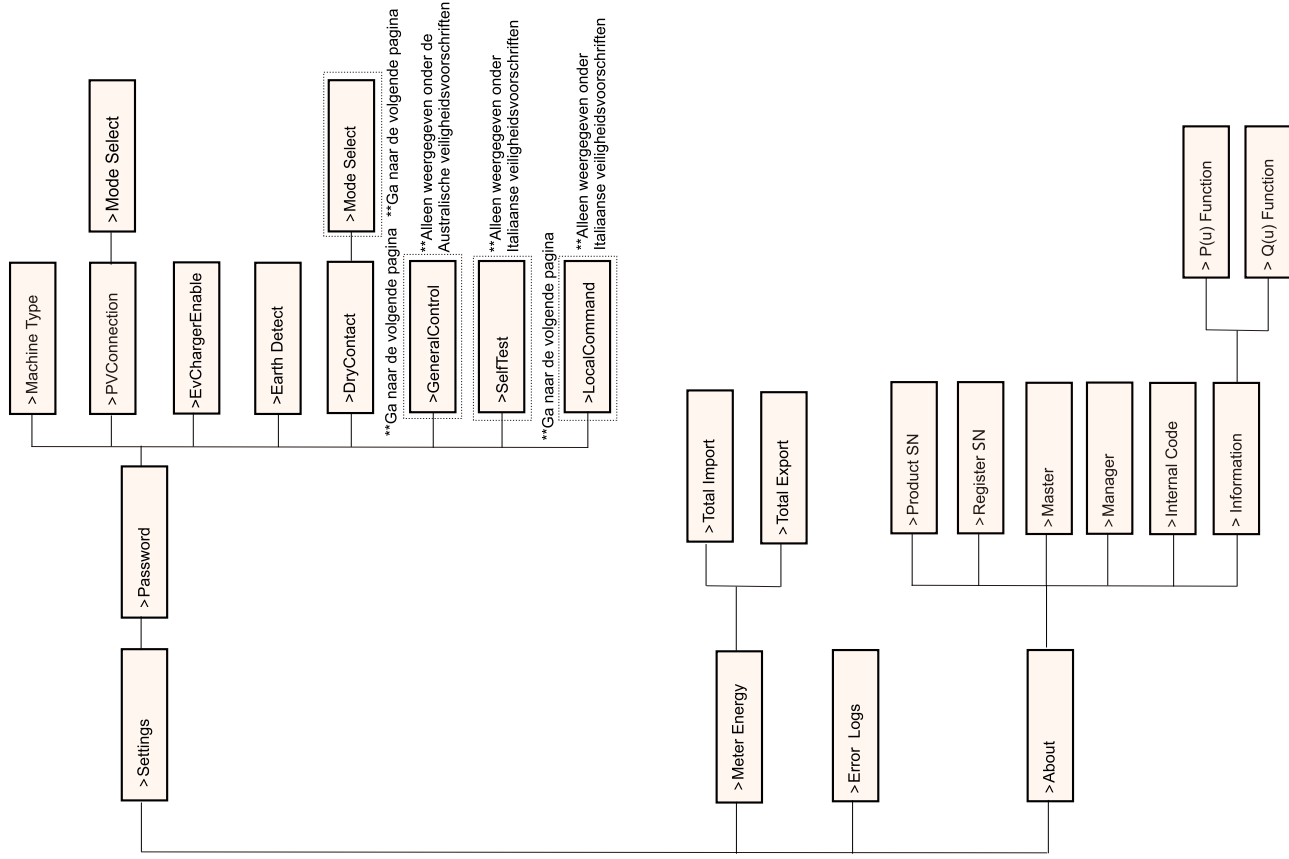 >Settings
>Password
>Machine Type
>PVConnection
>Mode Select
>EvChargerEnable
>Earth Detect
>DryContact
>Mode Select
**Ga naar de volgende pagina
**Ga naar de volgende pagina
>GeneralControl
**Alleen weergegeven onder de
Australische veiligheidsvoorschriften
>SelfTest
**Alleen weergegeven onder
Italiaanse veiligheidsvoorschriften
**Ga naar de volgende pagina
>LocalCommand
**Alleen weergegeven onder
Italiaanse veiligheidsvoorschriften
>Meter Energy
>Total Import
>Total Export
>Error Logs
>About
>Product SN
>Register SN
>Master
>Manager
>Internal Code
> Information
> P(u) Function
> Q(u) Function